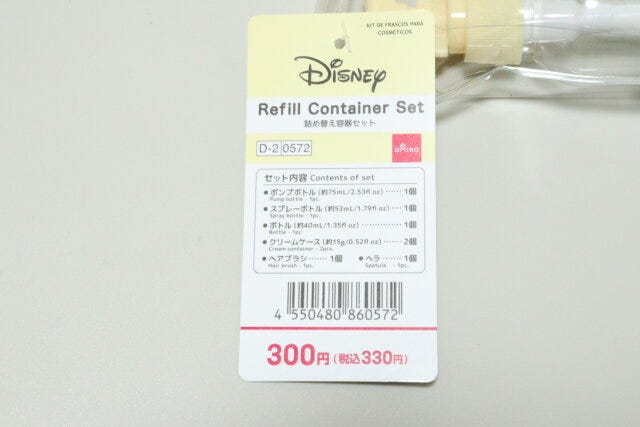 KIT DE FRASCOS PARA
COSMÉTICOS
Disney
Refill Container Set
詰め替え容器セット
D-2 0572
DAISO
セット内容 Contents of set
●ポンプボトル(約75mL/2.53fl oz)……1個
Pump bottle - 1pc.
●スプレーボトル(約53mL/1.79fl oz)……1個
Spray bottle - 1pc.
●ボトル(約40mL/1.35fl oz)……………1個
Bottle - 1pc.
●クリームケース(約15g/0.52fl oz)……2個
Cream container - 2pcs.
●ヘアブラシ……1個 ●ヘラ……1個
Hair brush - 1pc. Spatula - 1pc.
4 550480 860572
300円(税込330円)